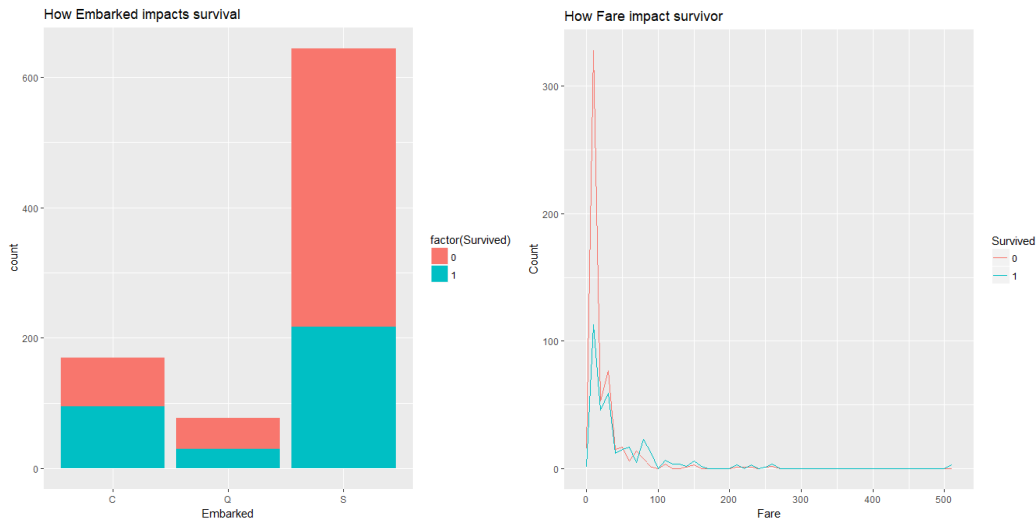 How Embarked impacts survival
count
600
400
200
0
C
Q
S
Embarked
factor(Survived)
0
1
How Fare impact survivor
Count
300
200
100
0
0
100
200
300
400
500
Fare
Survived
0
1